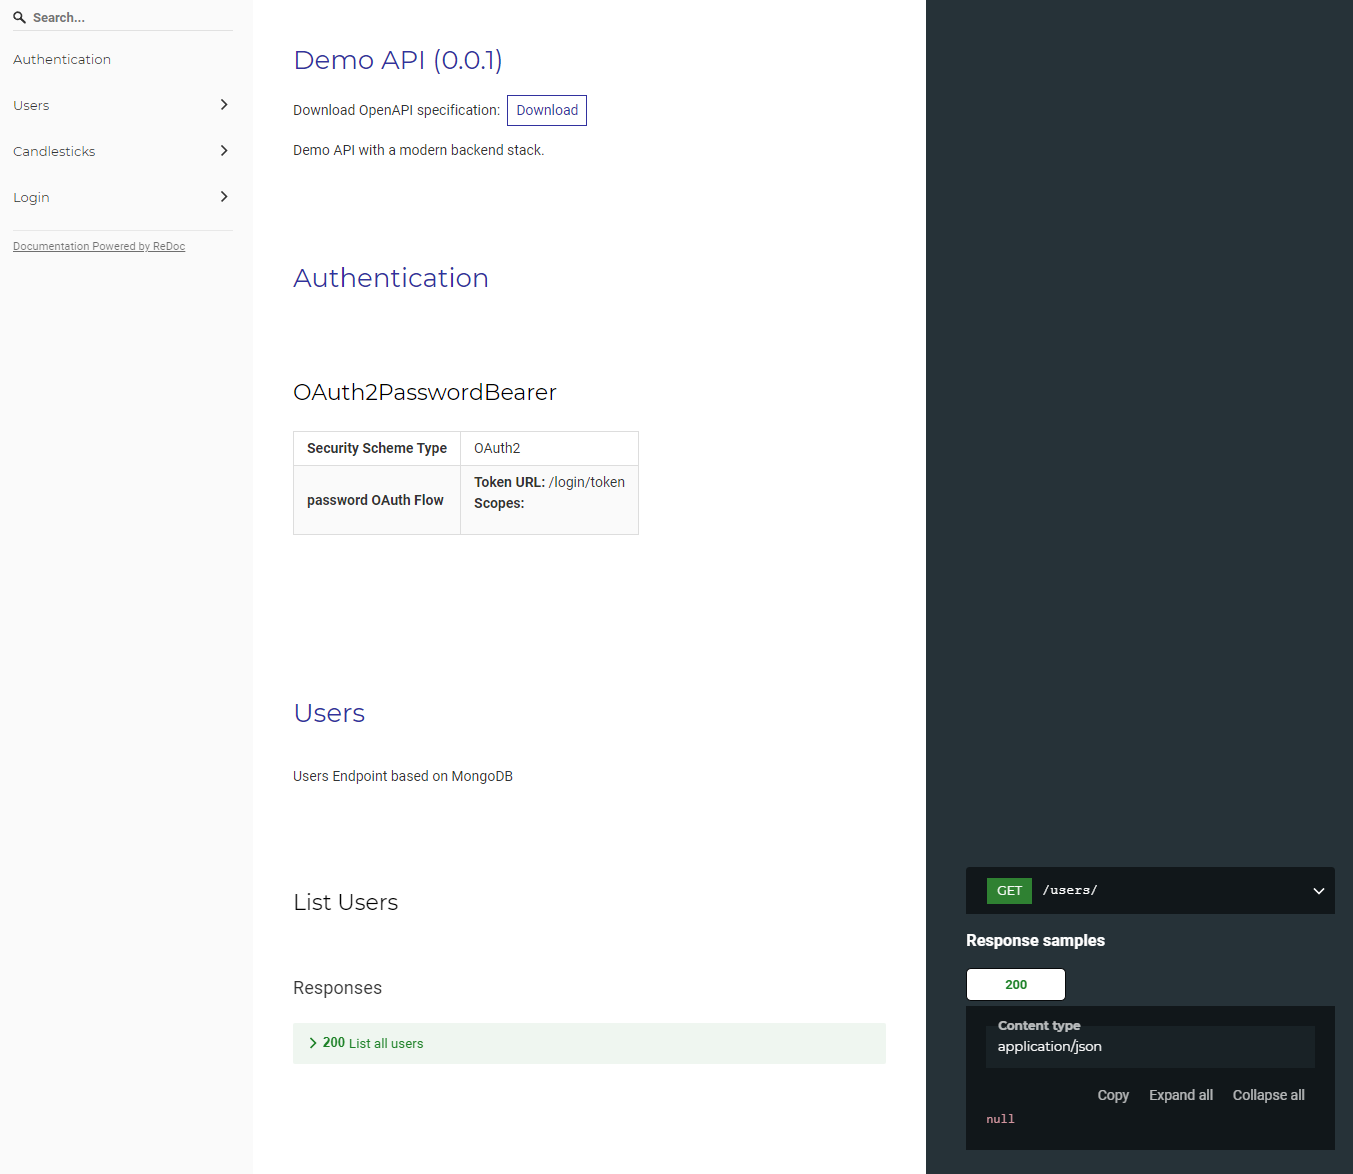 Search...
Authentication
Users
Candlesticks
Login
Documentation Powered by ReDoc
Demo API (0.0.1)
Download OpenAPI specification: Download
Demo API with a modern backend stack.
Authentication
OAuth2PasswordBearer
Security Scheme Type OAuth2
password OAuth Flow
Token URL: /login/token
Scopes:
Users
Users Endpoint based on MongoDB
List Users
Responses
200 List all users
GET /users/
Response samples
200
Content type
application/json
Copy Expand all Collapse all
null